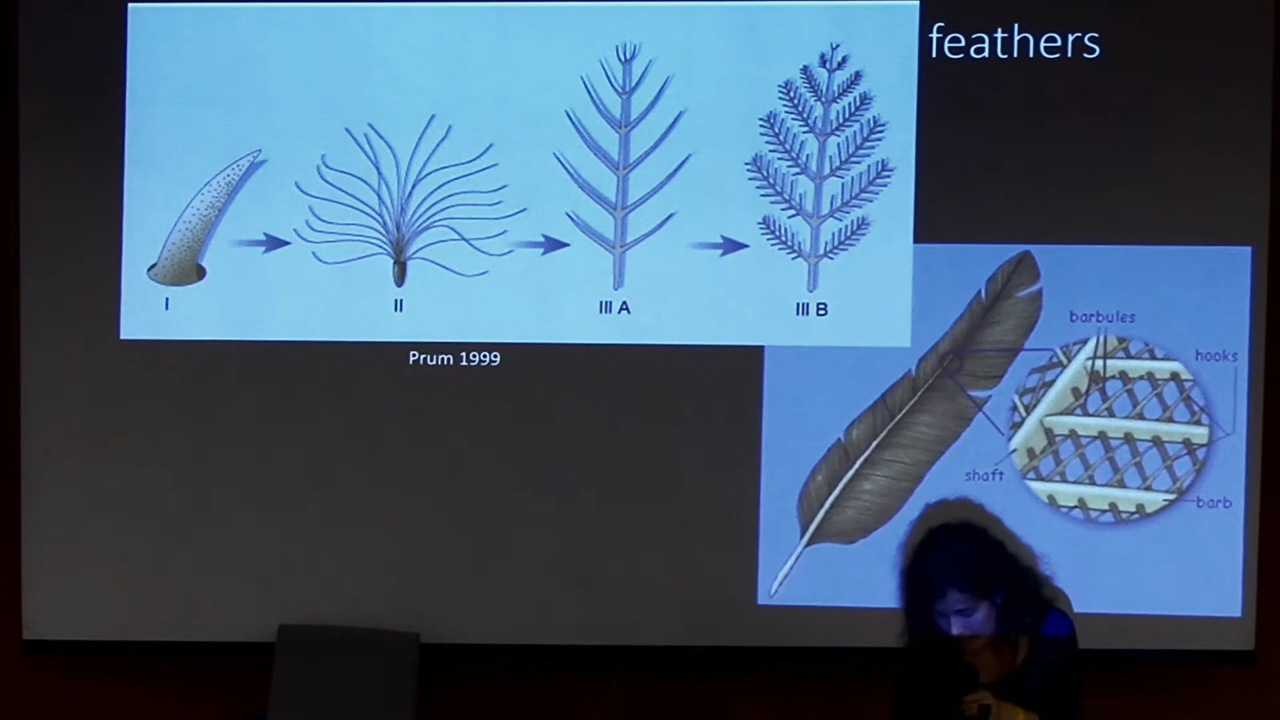 feathers
I
II
III A
III B
Prum 1999
barbules
hooks
shaft
barb